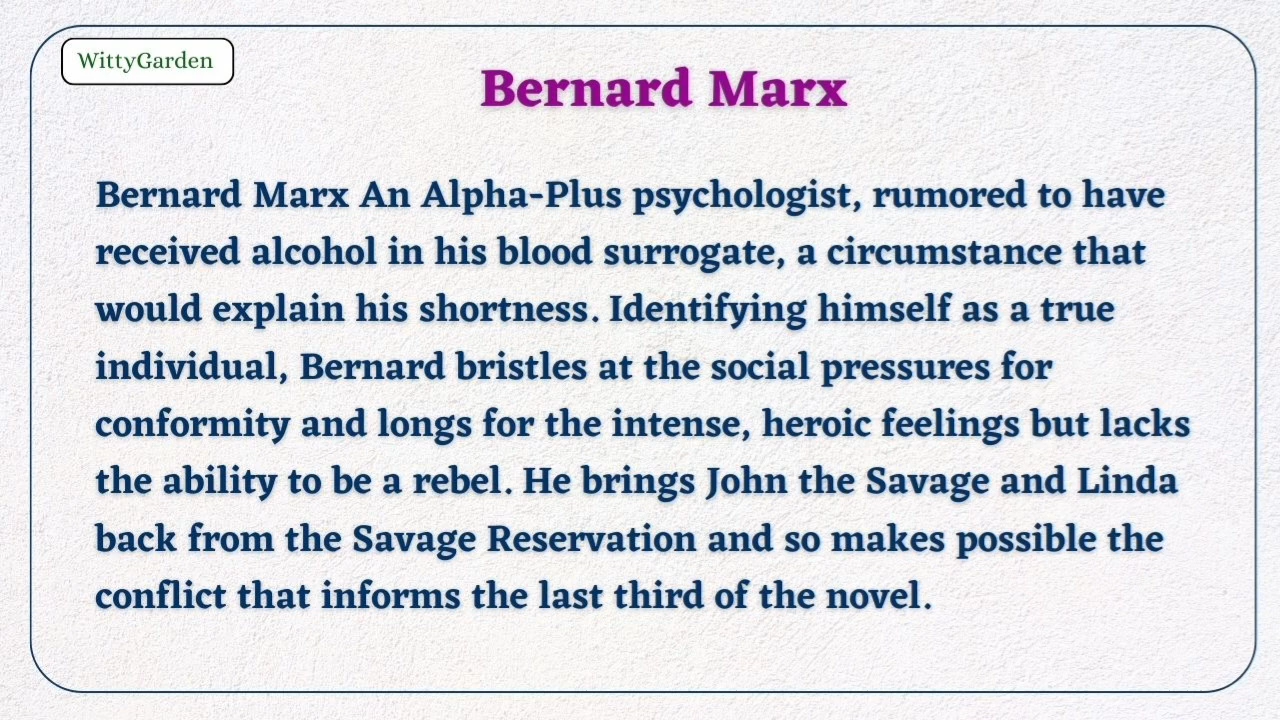 WittyGarden
Bernard Marx
Bernard Marx An Alpha-Plus psychologist, rumored to have
received alcohol in his blood surrogate, a circumstance that
would explain his shortness. Identifying himself as a true
individual, Bernard bristles at the social pressures for
conformity and longs for the intense, heroic feelings but lacks
the ability to be a rebel. He brings John the Savage and Linda
back from the Savage Reservation and so makes possible the
conflict that informs the last third of the novel.